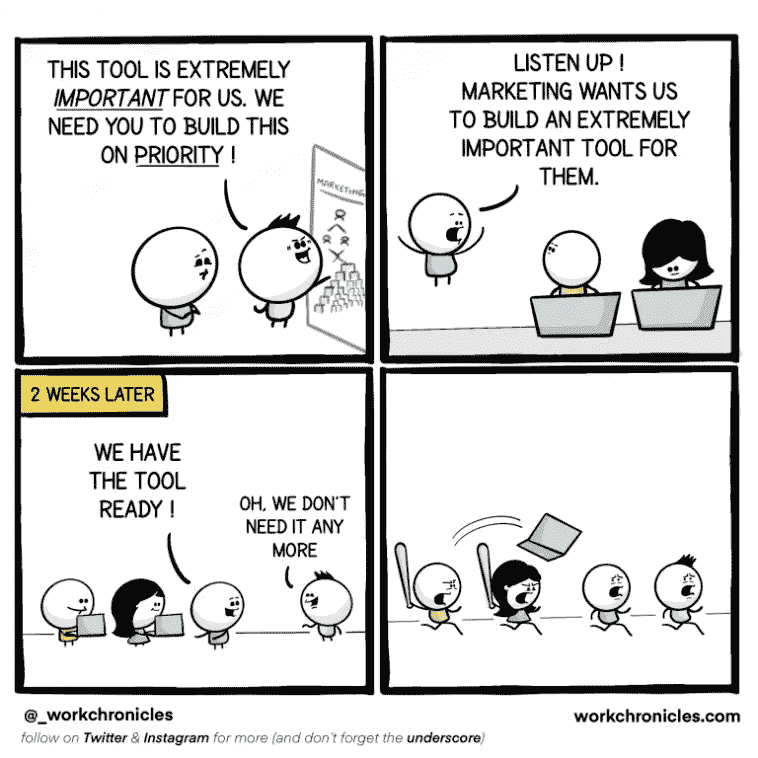 THIS TOOL IS EXTREMELY
IMPORTANT FOR US. WE
NEED YOU TO BUILD THIS
ON PRIORITY !
MARKETING
LISTEN UP !
MARKETING WANTS US
TO BUILD AN EXTREMELY
IMPORTANT TOOL FOR
THEM.
2 WEEKS LATER
WE HAVE
THE TOOL
READY !
OH, WE DON'T
NEED IT ANY
MORE
@_workchronicles
workchronicles.com
follow on Twitter & Instagram for more (and don't forget the underscore)